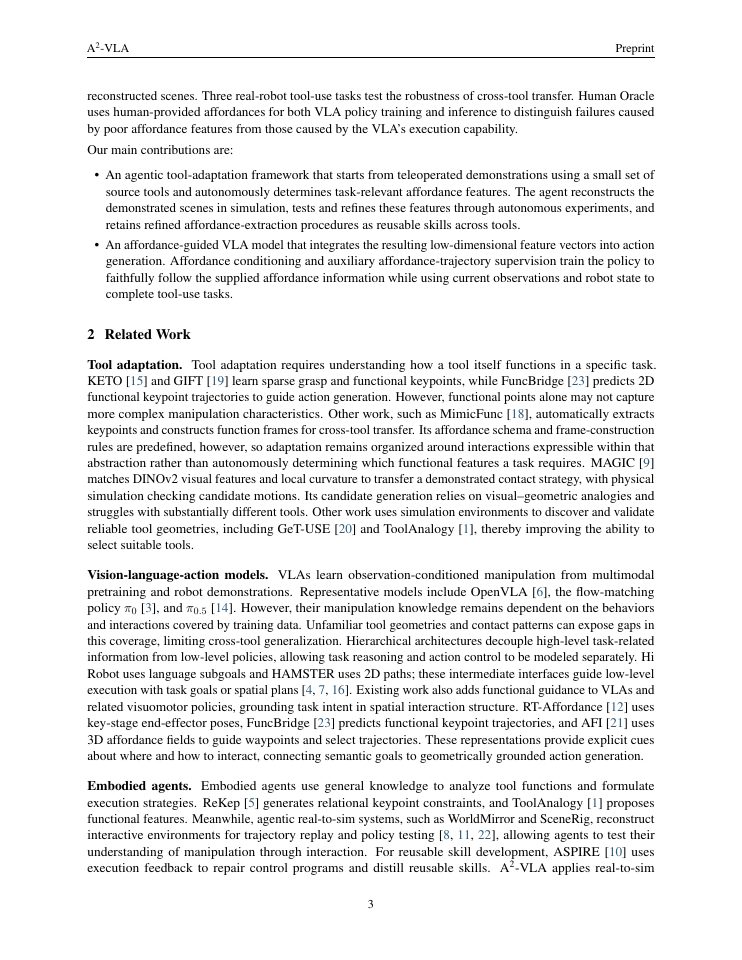 A²-VLA Preprint
reconstructed scenes. Three real-robot tool-use tasks test the robustness of cross-tool transfer. Human Oracle
uses human-provided affordances for both VLA policy training and inference to distinguish failures caused
by poor affordance features from those caused by the VLA's execution capability.
Our main contributions are:
• An agentic tool-adaptation framework that starts from teleoperated demonstrations using a small set of
source tools and autonomously determines task-relevant affordance features. The agent reconstructs the
demonstrated scenes in simulation, tests and refines these features through autonomous experiments, and
retains refined affordance-extraction procedures as reusable skills across tools.
• An affordance-guided VLA model that integrates the resulting low-dimensional feature vectors into action
generation. Affordance conditioning and auxiliary affordance-trajectory supervision train the policy to
faithfully follow the supplied affordance information while using current observations and robot state to
complete tool-use tasks.
2 Related Work
Tool adaptation. Tool adaptation requires understanding how a tool itself functions in a specific task.
KETO [15] and GIFT [19] learn sparse grasp and functional keypoints, while FuncBridge [23] predicts 2D
functional keypoint trajectories to guide action generation. However, functional points alone may not capture
more complex manipulation characteristics. Other work, such as MimicFunc [18], automatically extracts
keypoints and constructs function frames for cross-tool transfer. Its affordance schema and frame-construction
rules are predefined, however, so adaptation remains organized around interactions expressible within that
abstraction rather than autonomously determining which functional features a task requires. MAGIC [9]
matches DINOv2 visual features and local curvature to transfer a demonstrated contact strategy, with physical
simulation checking candidate motions. Its candidate generation relies on visual–geometric analogies and
struggles with substantially different tools. Other work uses simulation environments to discover and validate
reliable tool geometries, including GeT-USE [20] and ToolAnalogy [1], thereby improving the ability to
select suitable tools.
Vision-language-action models. VLAs learn observation-conditioned manipulation from multimodal
pretraining and robot demonstrations. Representative models include OpenVLA [6], the flow-matching
policy π₀ [3], and π₀.₅ [14]. However, their manipulation knowledge remains dependent on the behaviors
and interactions covered by training data. Unfamiliar tool geometries and contact patterns can expose gaps in
this coverage, limiting cross-tool generalization. Hierarchical architectures decouple high-level task-related
information from low-level policies, allowing task reasoning and action control to be modeled separately. Hi
Robot uses language subgoals and HAMSTER uses 2D paths; these intermediate interfaces guide low-level
execution with task goals or spatial plans [4, 7, 16]. Existing work also adds functional guidance to VLAs and
related visuomotor policies, grounding task intent in spatial interaction structure. RT-Affordance [12] uses
key-stage end-effector poses, FuncBridge [23] predicts functional keypoint trajectories, and AFI [21] uses
3D affordance fields to guide waypoints and select trajectories. These representations provide explicit cues
about where and how to interact, connecting semantic goals to geometrically grounded action generation.
Embodied agents. Embodied agents use general knowledge to analyze tool functions and formulate
execution strategies. ReKep [5] generates relational keypoint constraints, and ToolAnalogy [1] proposes
functional features. Meanwhile, agentic real-to-sim systems, such as WorldMirror and SceneRig, reconstruct
interactive environments for trajectory replay and policy testing [8, 11, 22], allowing agents to test their
understanding of manipulation through interaction. For reusable skill development, ASPIRE [10] uses
execution feedback to repair control programs and distill reusable skills. A²-VLA applies real-to-sim
3